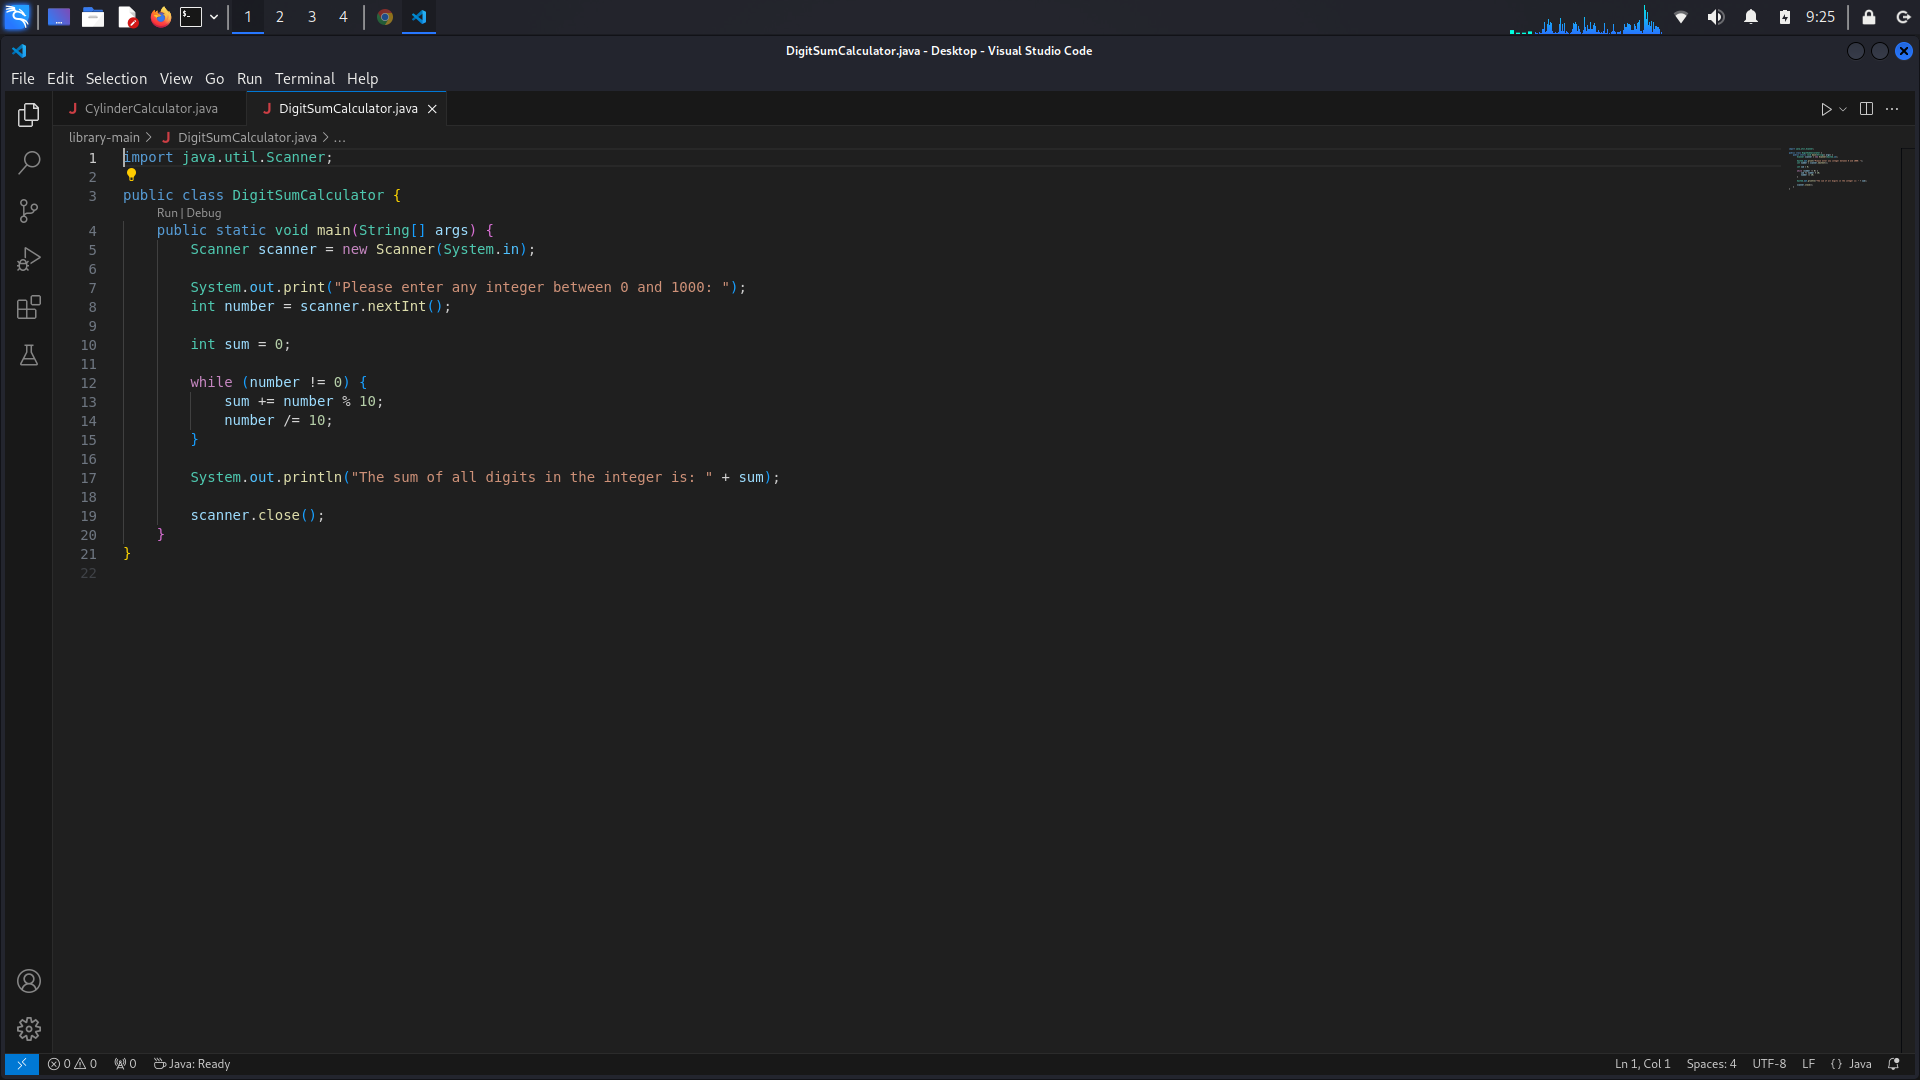 1 2 3 4 9:25
DigitSumCalculator.java - Desktop - Visual Studio Code
File Edit Selection View Go Run Terminal Help
CylinderCalculator.java DigitSumCalculator.java
library-main > DigitSumCalculator.java > ...
1 import java.util.Scanner;
2
3 public class DigitSumCalculator {
Run | Debug
4 public static void main(String[] args) {
5 Scanner scanner = new Scanner(System.in);
6
7 System.out.print("Please enter any integer between 0 and 1000: ");
8 int number = scanner.nextInt();
9
10 int sum = 0;
11
12 while (number != 0) {
13 sum += number % 10;
14 number /= 10;
15 }
16
17 System.out.println("The sum of all digits in the integer is: " + sum);
18
19 scanner.close();
20 }
21 }
22
0 0 0 Java: Ready Ln 1, Col 1 Spaces: 4 UTF-8 LF {} Java